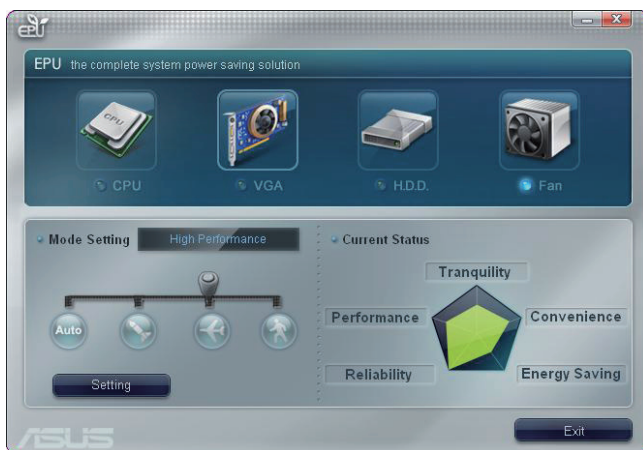 EPU
EPU the complete system power saving solution
CPU
CPU VGA H.D.D. Fan
Mode Setting High Performance
Auto
Setting
Current Status
Tranquility
Performance Convenience
Reliability Energy Saving
Exit
ASUS